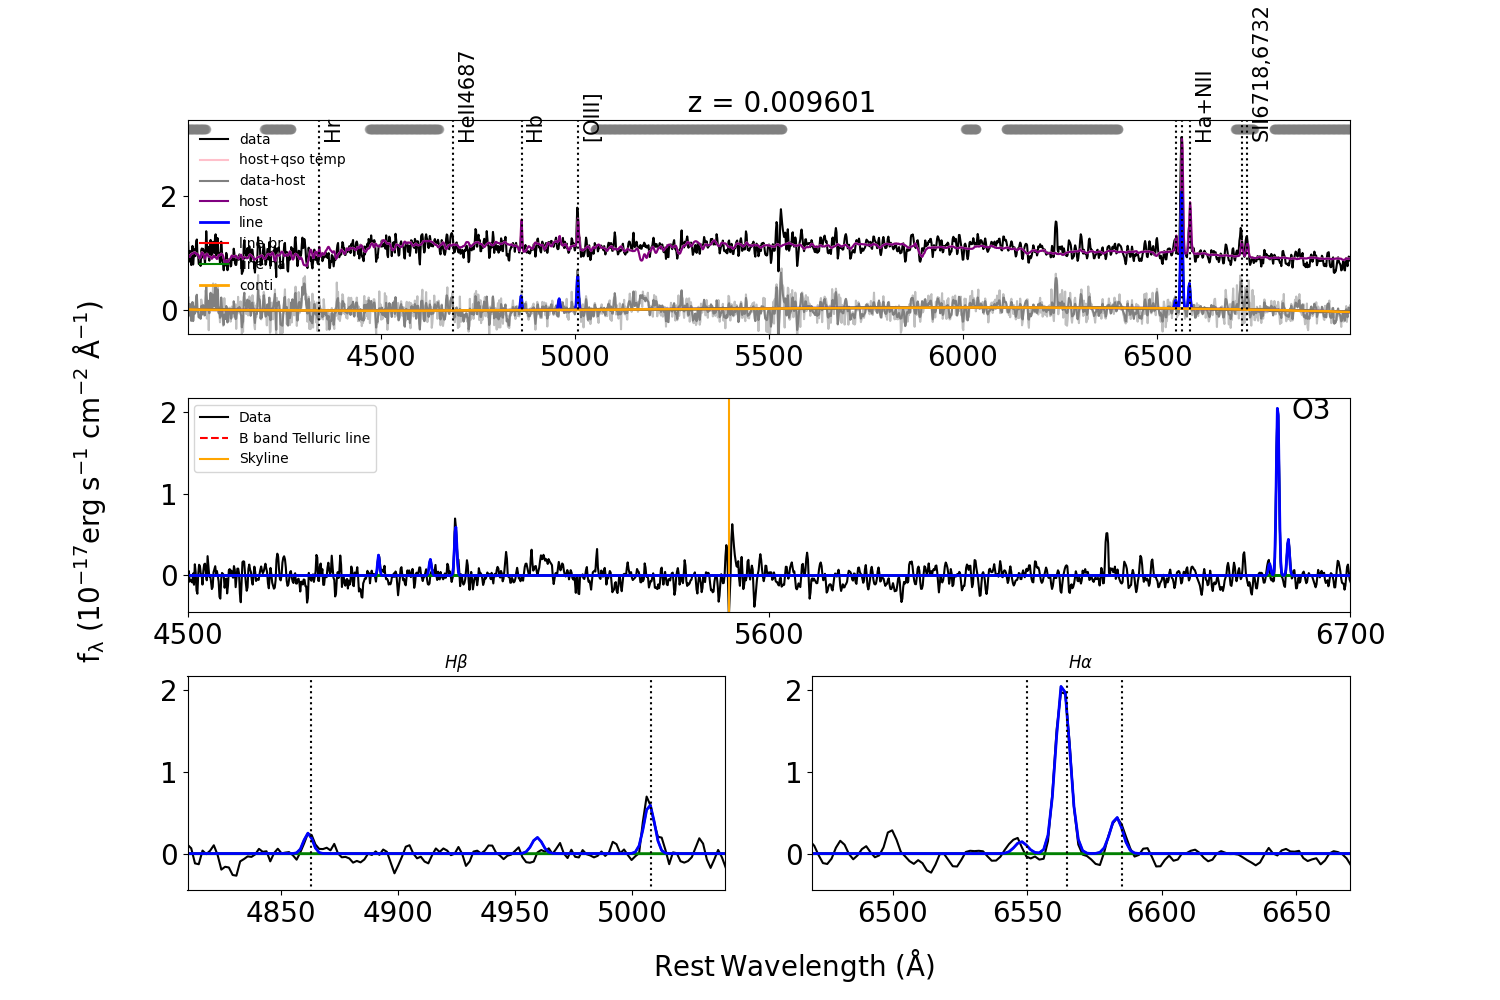 z = 0.009601
Hr
HeII4687
Hb
[OIII]
Ha+NII
SII6718,6732
data
host+qso temp
data-host
host
line
line br
conti
2
0
4500 5000 5500 6000 6500
f_λ (10^−17 erg s^−1 cm^−2 Å^−1)
O3
Data
B band Telluric line
Skyline
2
1
0
4500 5600 6700
Hβ
2
1
0
4850 4900 4950 5000
Hα
2
1
0
6500 6550 6600 6650
Rest Wavelength (Å)